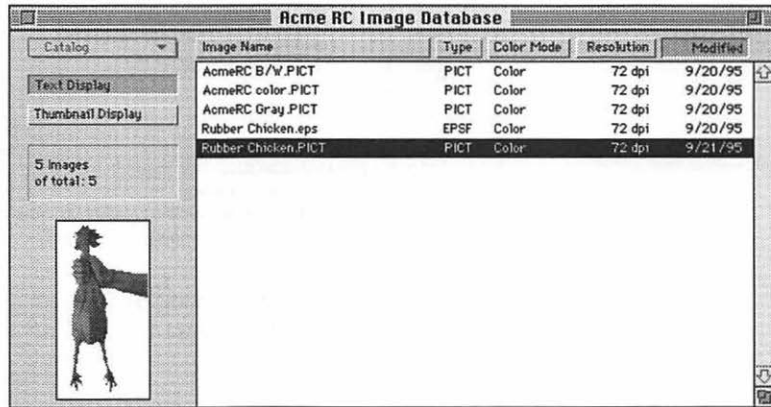 Acme RC Image Database
Catalog
Text Display
Thumbnail Display
5 Images
of total: 5
Image Name Type Color Mode Resolution Modified
AcmeRC B/W.PICT PICT Color 72 dpi 9/20/95
AcmeRC color.PICT PICT Color 72 dpi 9/20/95
AcmeRC Gray.PICT PICT Color 72 dpi 9/20/95
Rubber Chicken.eps EPSF Color 72 dpi 9/20/95
Rubber Chicken.PICT PICT Color 72 dpi 9/21/95